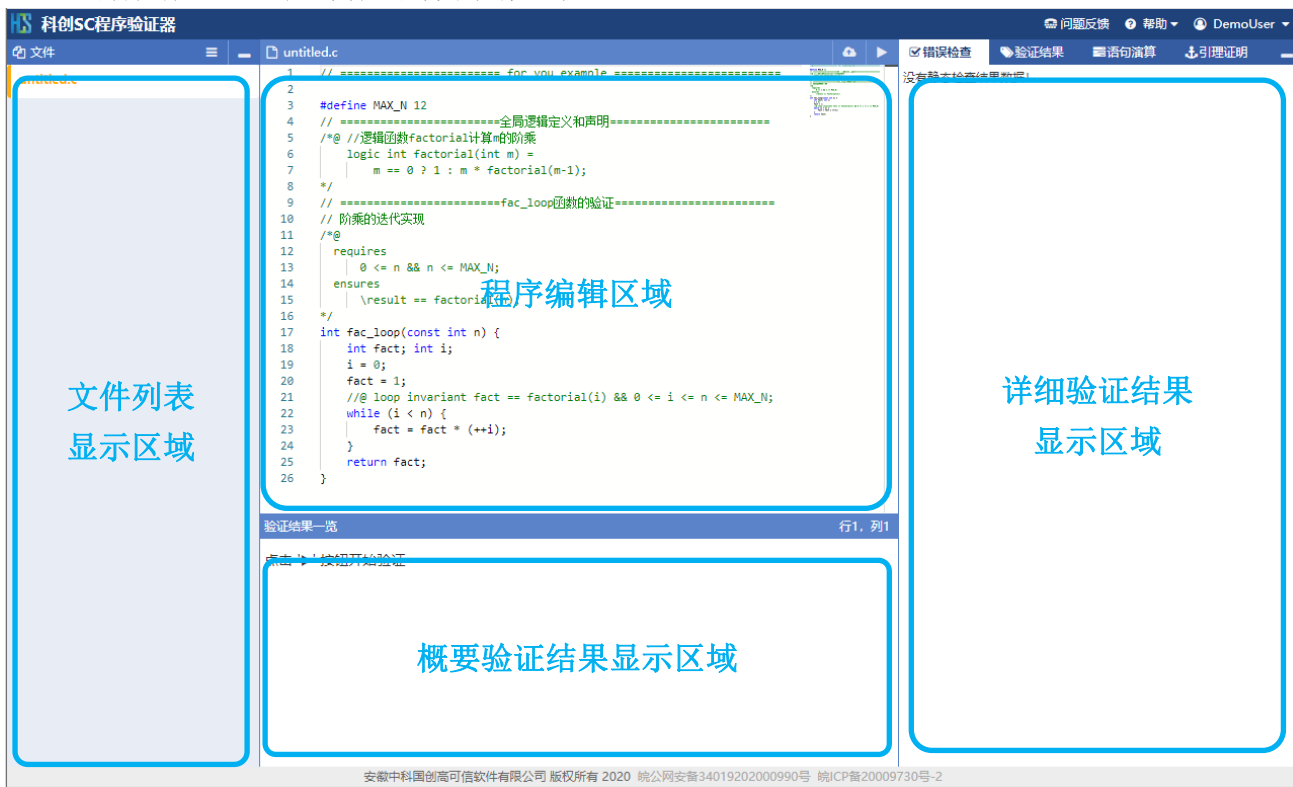 科创SC程序验证器
问题反馈 帮助 DemoUser
文件
untitled.c
untitled.c
1 // ======================== for you example =========================
2
3 #define MAX_N 12
4 // ========================全局逻辑定义和声明========================
5 /*@ //逻辑函数factorial计算m的阶乘
6 logic int factorial(int m) =
7 m == 0 ? 1 : m * factorial(m-1);
8 */
9 // ========================fac_loop函数的验证========================
10 // 阶乘的迭代实现
11 /*@
12 requires
13 0 <= n && n <= MAX_N;
14 ensures
15 \result == factorial(n);
16 */
17 int fac_loop(const int n) {
18 int fact; int i;
19 i = 0;
20 fact = 1;
21 //@ loop invariant fact == factorial(i) && 0 <= i <= n <= MAX_N;
22 while (i < n) {
23 fact = fact * (++i);
24 }
25 return fact;
26 }
程序编辑区域
文件列表
显示区域
验证结果一览 行1, 列1
点击 '▶' 按钮开始验证
概要验证结果显示区域
错误检查 验证结果 语句演算 引理证明
没有静态检查结果数据!
详细验证结果
显示区域
安徽中科国创高可信软件有限公司 版权所有 2020 皖公网安备34019202000990号 皖ICP备20009730号-2